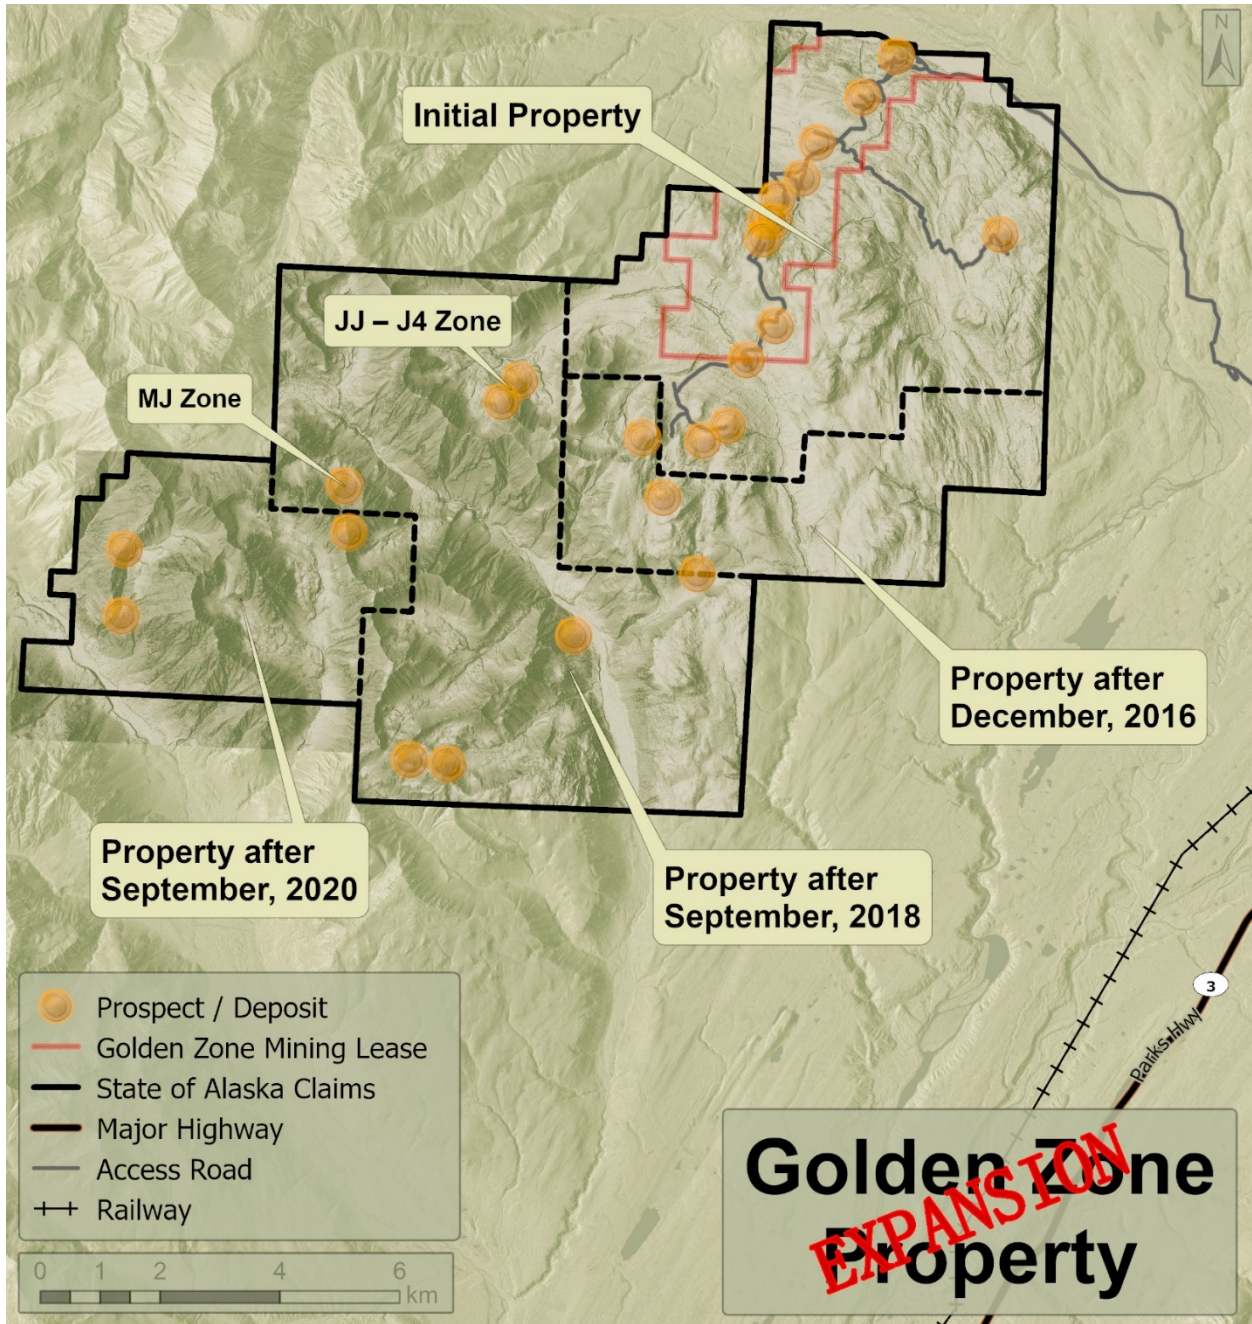 N
Initial Property
JJ – J4 Zone
MJ Zone
Property after
December, 2016
Property after
September, 2020
Property after
September, 2018
3
Parks Hwy
Prospect / Deposit
Golden Zone Mining Lease
State of Alaska Claims
Major Highway
Access Road
Railway
0 1 2 4 6
km
Golden Zone
EXPANSION
Property